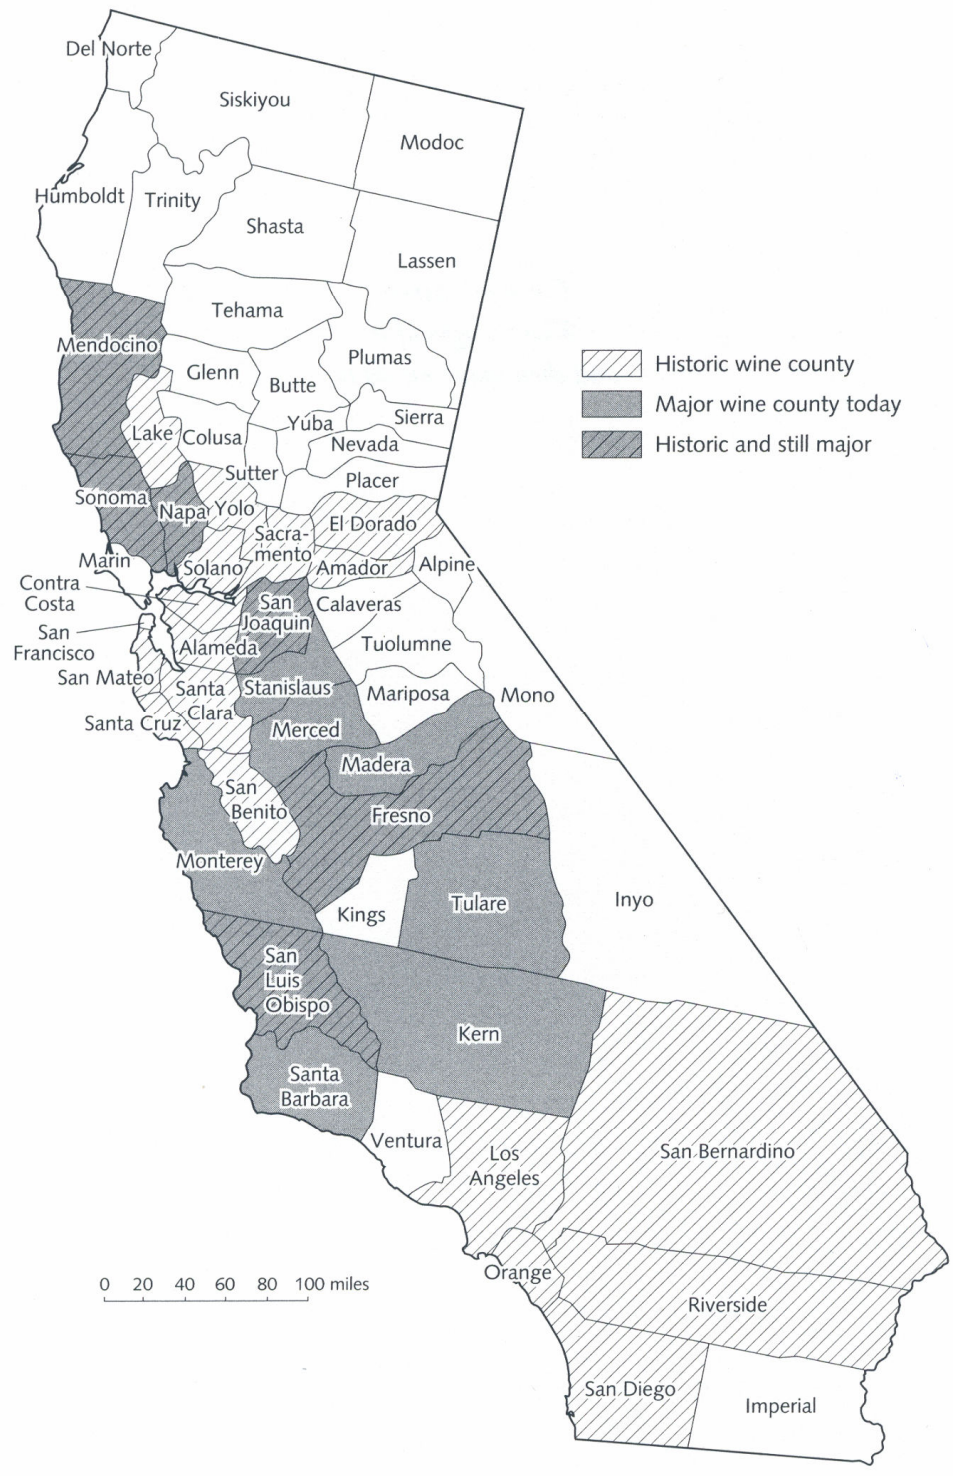 Del Norte
Siskiyou
Modoc
Humboldt
Trinity
Shasta
Lassen
Tehama
Plumas
Mendocino
Glenn
Butte
Lake
Colusa
Yuba
Sierra
Nevada
Sutter
Placer
Sonoma
Napa
Yolo
El Dorado
Sacra-
mento
Marin
Solano
Amador
Alpine
Contra
Costa
San
Joaquin
Calaveras
San
Francisco
Alameda
Tuolumne
San Mateo
Santa
Clara
Stanislaus
Mariposa
Mono
Santa Cruz
Merced
Madera
San
Benito
Fresno
Monterey
Kings
Tulare
Inyo
San
Luis
Obispo
Kern
Santa
Barbara
Ventura
Los
Angeles
San Bernardino
Orange
Riverside
San Diego
Imperial
Historic wine county
Major wine county today
Historic and still major
0 20 40 60 80 100 miles